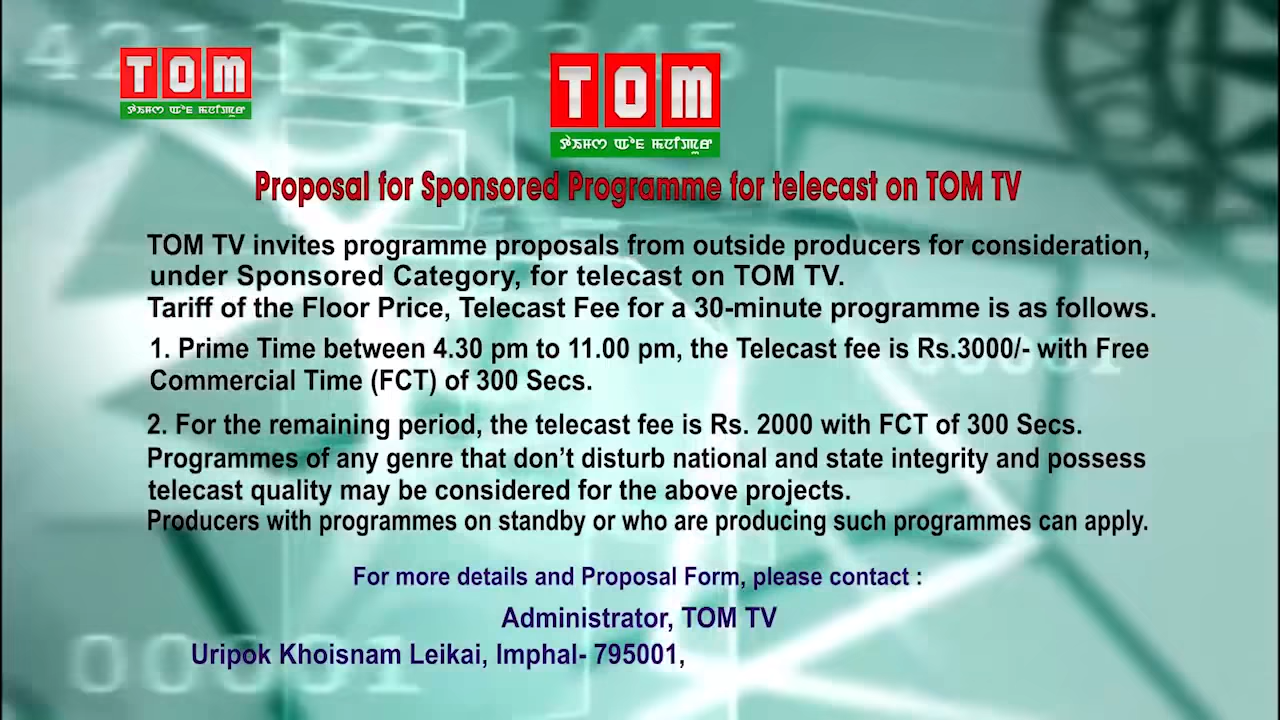 4213232345
TOM
TOM
Proposal for Sponsored Programme for telecast on TOM TV
TOM TV invites programme proposals from outside producers for consideration,
under Sponsored Category, for telecast on TOM TV.
Tariff of the Floor Price, Telecast Fee for a 30-minute programme is as follows.
1. Prime Time between 4.30 pm to 11.00 pm, the Telecast fee is Rs.3000/- with Free
Commercial Time (FCT) of 300 Secs.
2. For the remaining period, the telecast fee is Rs. 2000 with FCT of 300 Secs.
Programmes of any genre that don’t disturb national and state integrity and possess
telecast quality may be considered for the above projects.
Producers with programmes on standby or who are producing such programmes can apply.
For more details and Proposal Form, please contact :
Administrator, TOM TV
Uripok Khoisnam Leikai, Imphal- 795001,